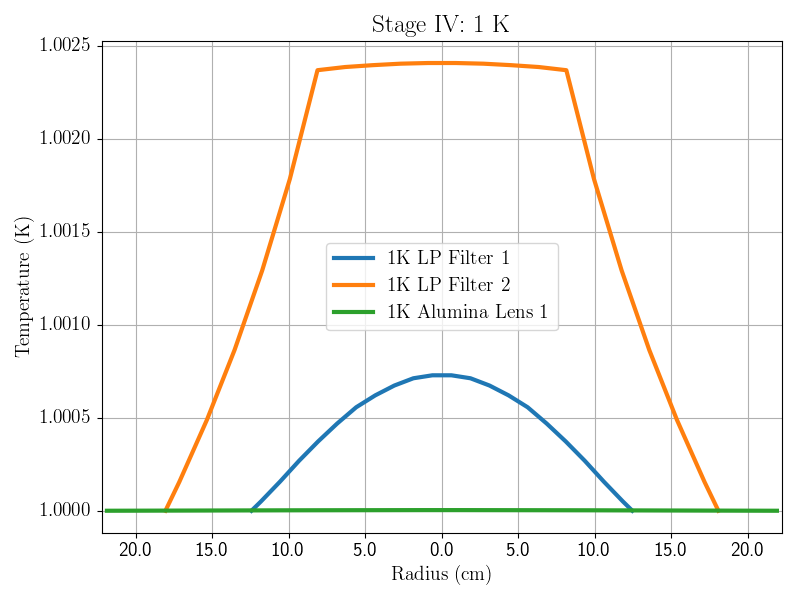 Stage IV: 1 K
Temperature (K)
1.0025
1.0020
1.0015
1.0010
1.0005
1.0000
1K LP Filter 1
1K LP Filter 2
1K Alumina Lens 1
20.0 15.0 10.0 5.0 0.0 5.0 10.0 15.0 20.0
Radius (cm)